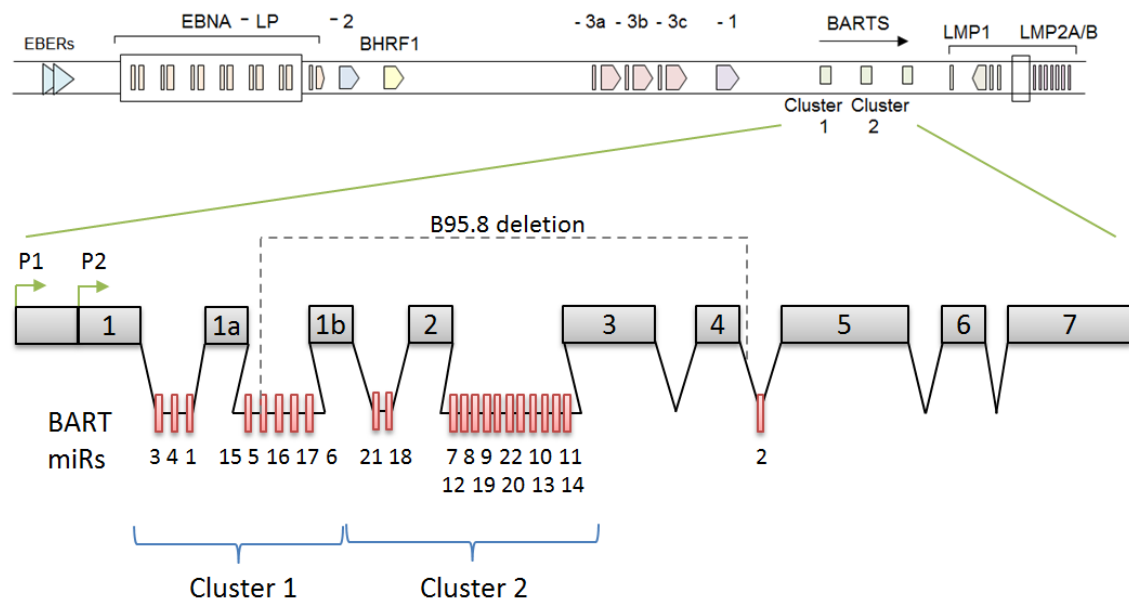 EBNA - LP - 2 - 3a - 3b - 3c - 1 BARTS LMP1 LMP2A/B
EBERs BHRF1
Cluster 1 Cluster 2
B95.8 deletion
P1 P2
1 1a 1b 2 3 4 5 6 7
BART
miRs
3 4 1 15 5 16 17 6 21 18 7 8 9 22 10 11 2
12 19 20 13 14
Cluster 1 Cluster 2